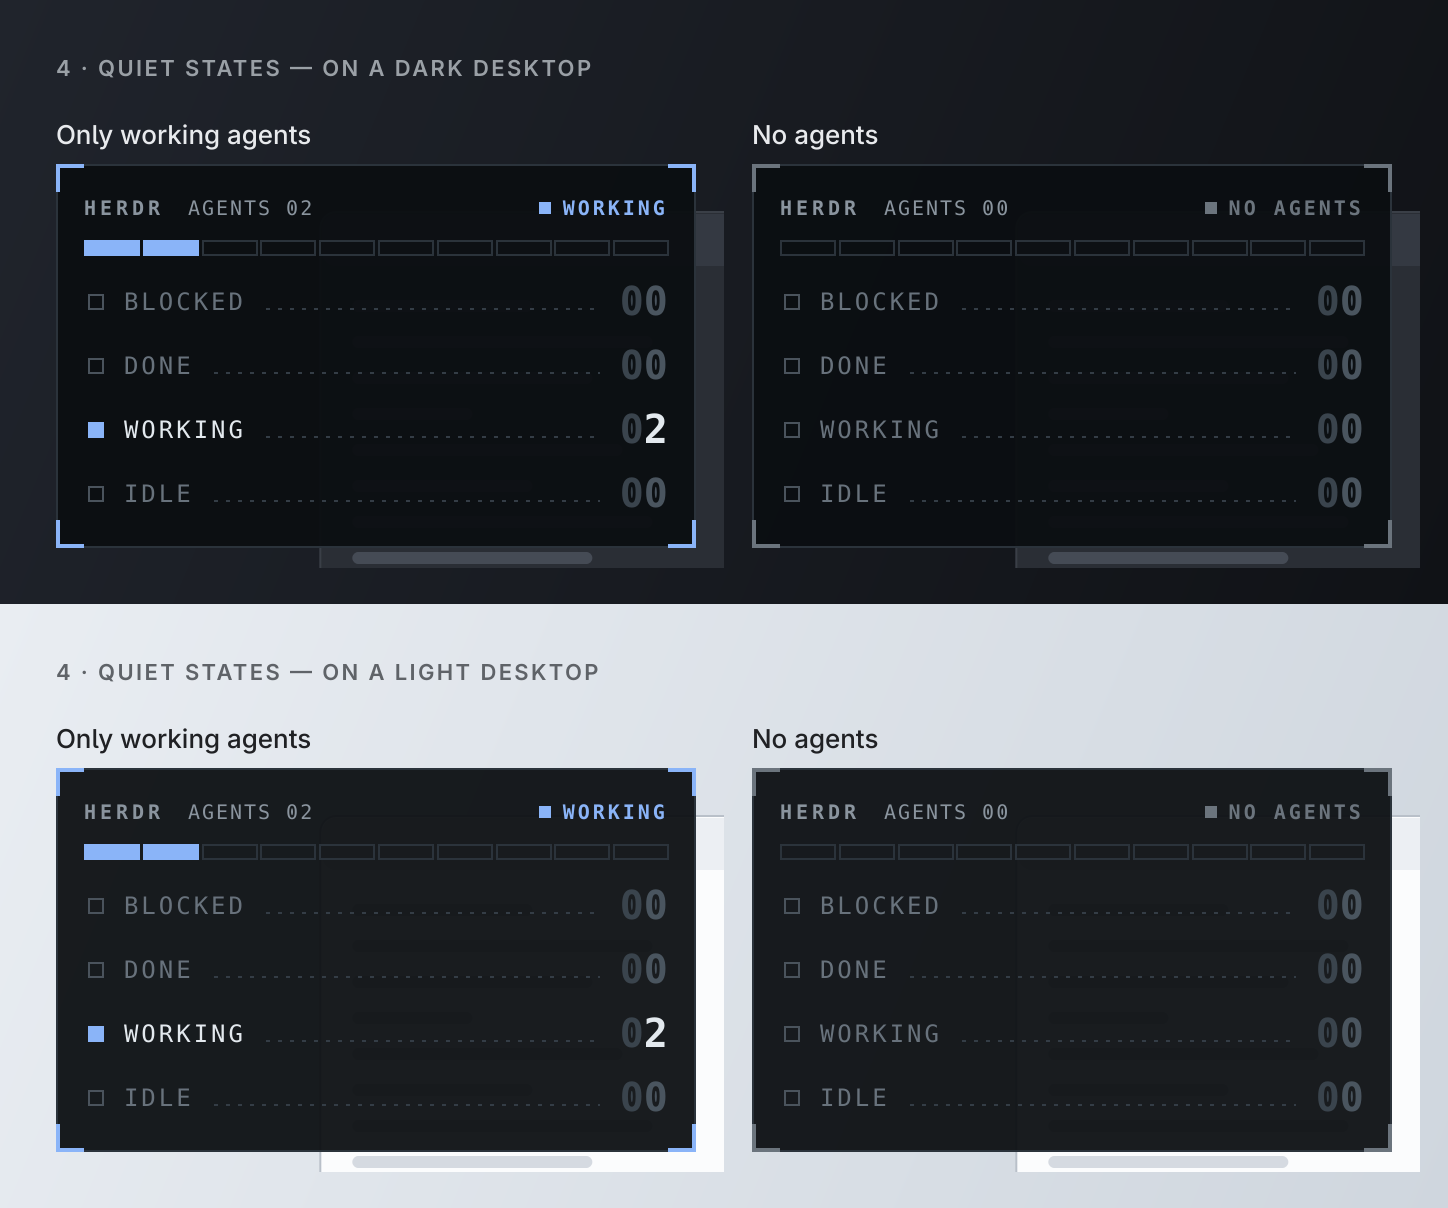 4 · QUIET STATES — ON A DARK DESKTOP
Only working agents
HERDR AGENTS 02 WORKING
BLOCKED 00
DONE 00
WORKING 02
IDLE 00
No agents
HERDR AGENTS 00 NO AGENTS
BLOCKED 00
DONE 00
WORKING 00
IDLE 00
4 · QUIET STATES — ON A LIGHT DESKTOP
Only working agents
HERDR AGENTS 02 WORKING
BLOCKED 00
DONE 00
WORKING 02
IDLE 00
No agents
HERDR AGENTS 00 NO AGENTS
BLOCKED 00
DONE 00
WORKING 00
IDLE 00